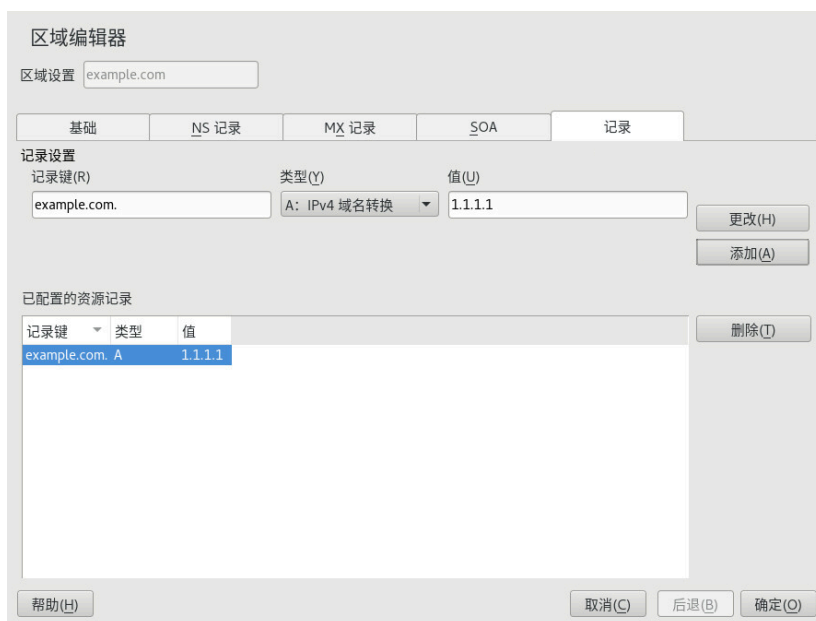 区域编辑器
区域设置 example.com
基础 NS 记录 MX 记录 SOA 记录
记录设置
记录键(R) 类型(Y) 值(U)
example.com. A：IPv4 域名转换 1.1.1.1
更改(H)
添加(A)
已配置的资源记录
记录键 类型 值 删除(T)
example.com. A 1.1.1.1
帮助(H) 取消(C) 后退(B) 确定(O)